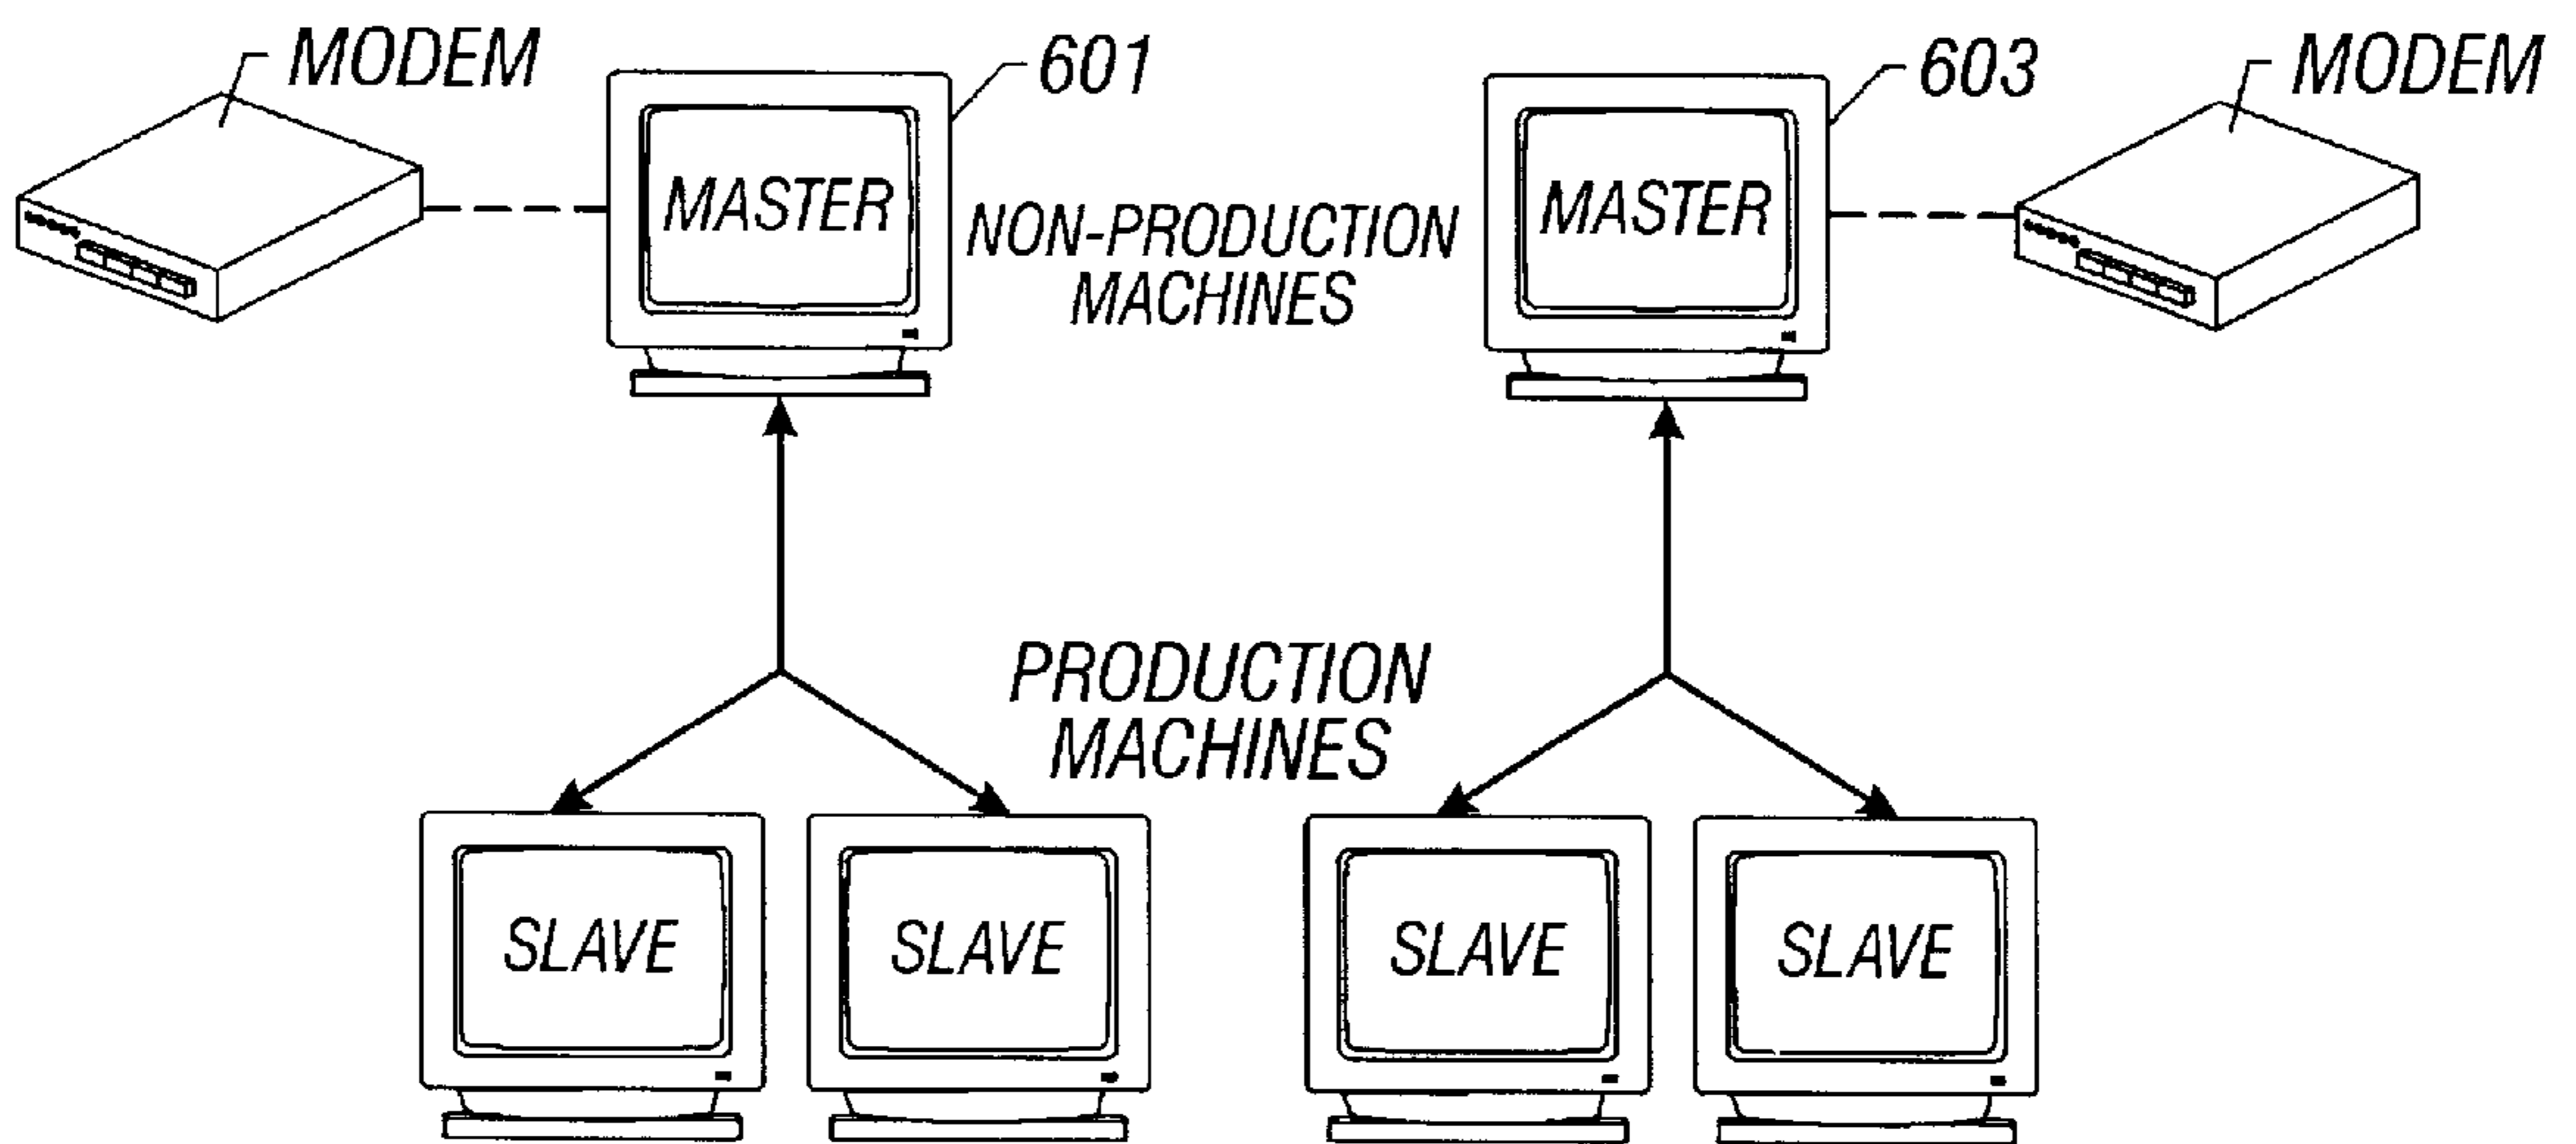 MODEM
601
603
MODEM
MASTER
NON-PRODUCTION
MACHINES
MASTER
PRODUCTION
MACHINES
SLAVE
SLAVE
SLAVE
SLAVE